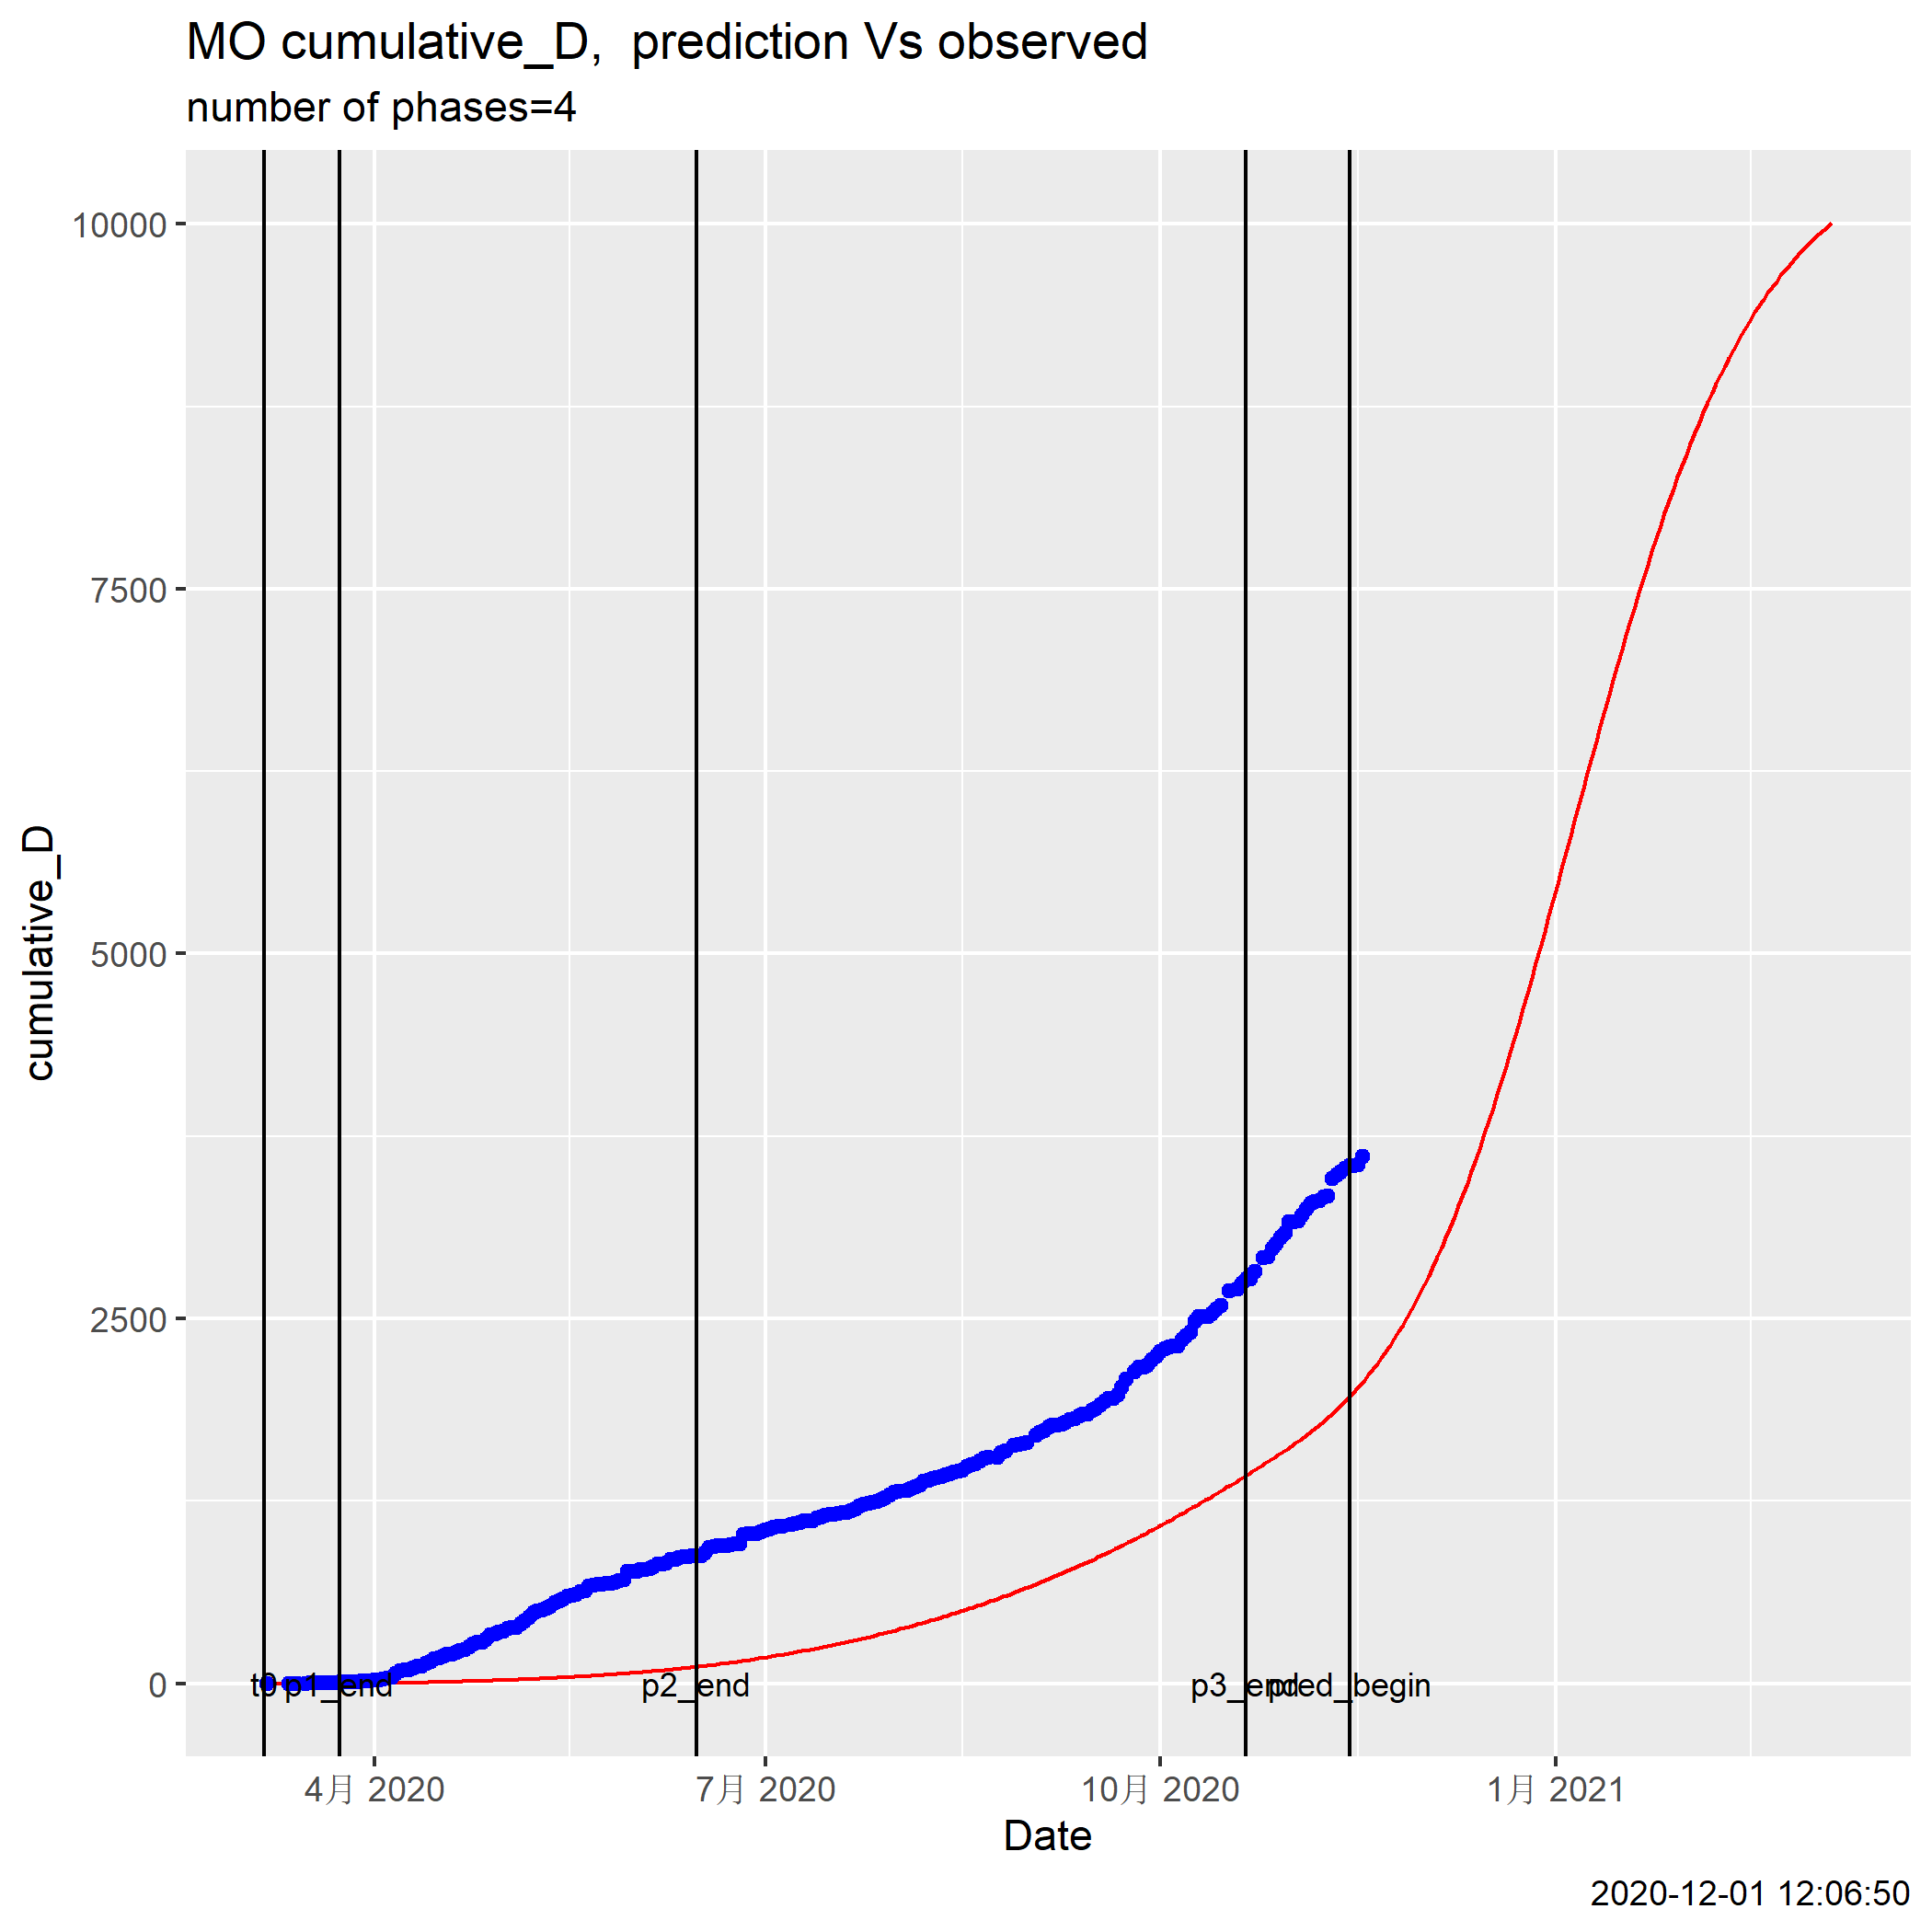 MO cumulative_D,  prediction Vs observed
number of phases=4
10000
7500
5000
2500
0
cumulative_D
t0
p1_end
p2_end
p3_end
pred_begin
4月 2020
7月 2020
10月 2020
1月 2021
Date
2020-12-01 12:06:50